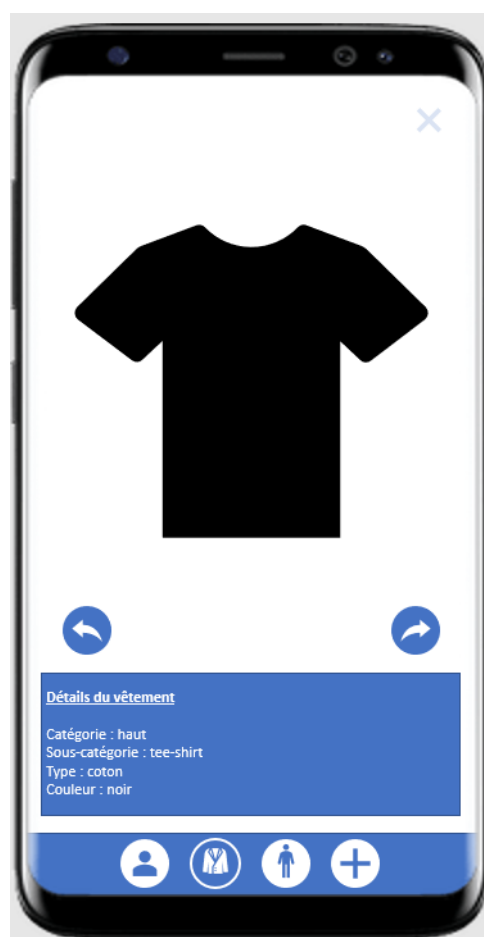 Détails du vêtement
Catégorie : haut
Sous-catégorie : tee-shirt
Type : coton
Couleur : noir